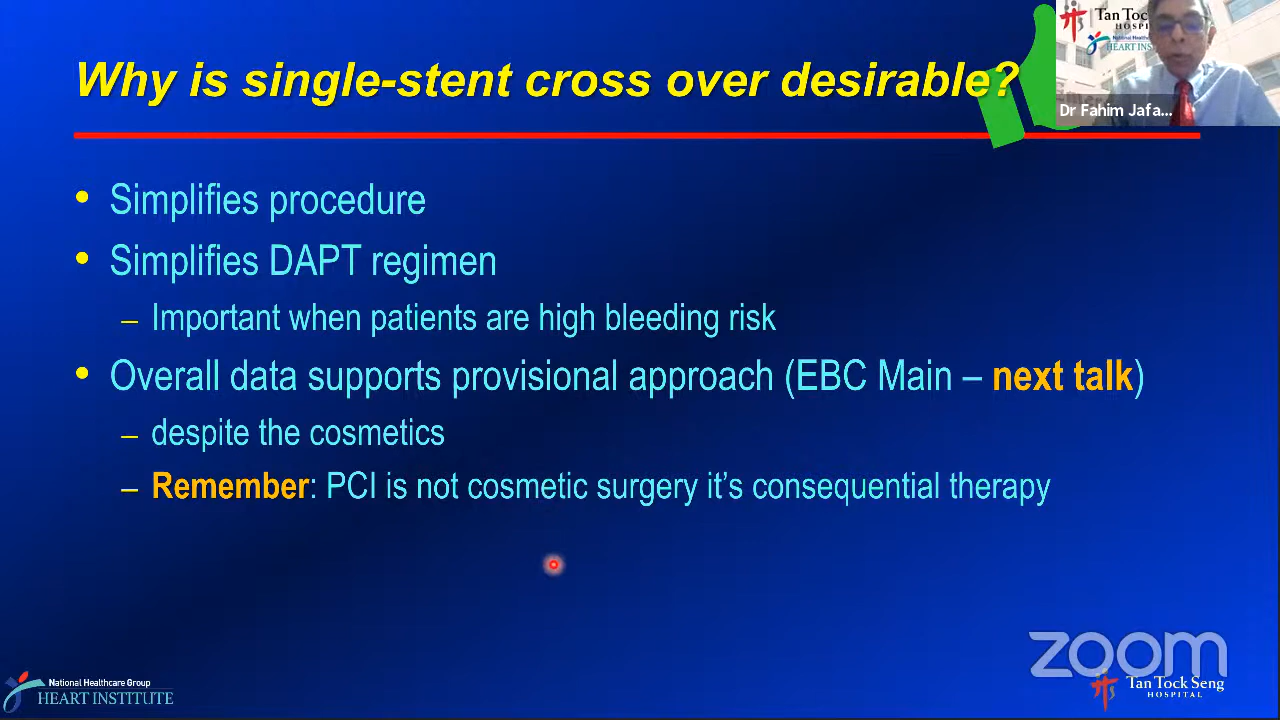 Why is single-stent cross over desirable?
Tan Tock
HOSPI
National Healthcare
HEART INS
Dr Fahim Jafa...
• Simplifies procedure
• Simplifies DAPT regimen
– Important when patients are high bleeding risk
• Overall data supports provisional approach (EBC Main – next talk)
– despite the cosmetics
– Remember: PCI is not cosmetic surgery it's consequential therapy
zoom
National Healthcare Group
HEART INSTITUTE
Tan Tock Seng
HOSPITAL